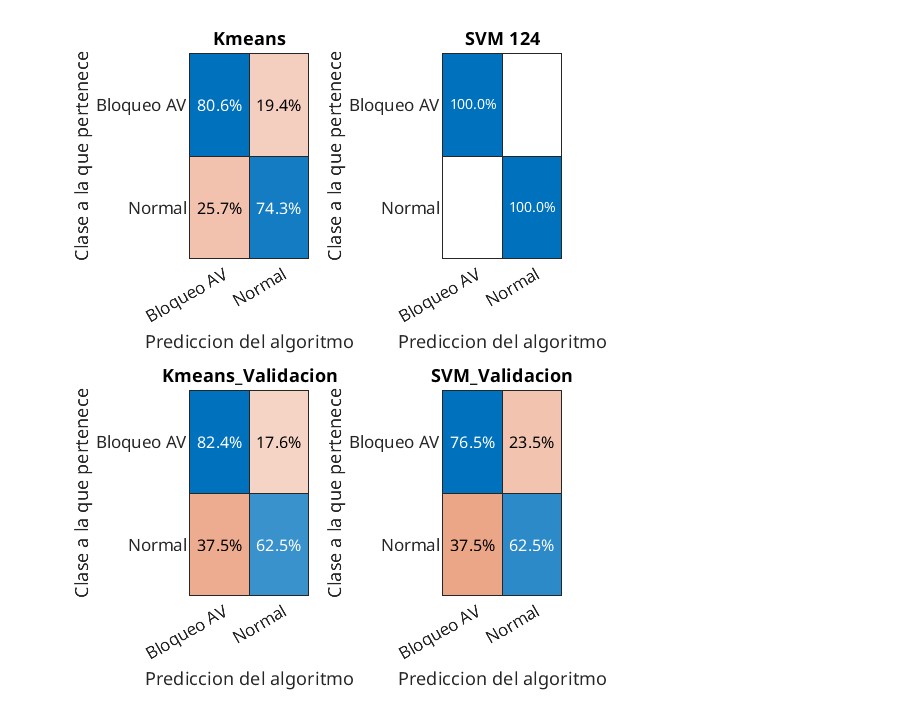 Kmeans
Clase a la que pertenece
Bloqueo AV
80.6%
19.4%
Normal
25.7%
74.3%
Bloqueo AV
Normal
Prediccion del algoritmo
SVM 124
Clase a la que pertenece
Bloqueo AV
100.0%
Normal
100.0%
Bloqueo AV
Normal
Prediccion del algoritmo
Kmeans_Validacion
Clase a la que pertenece
Bloqueo AV
82.4%
17.6%
Normal
37.5%
62.5%
Bloqueo AV
Normal
Prediccion del algoritmo
SVM_Validacion
Clase a la que pertenece
Bloqueo AV
76.5%
23.5%
Normal
37.5%
62.5%
Bloqueo AV
Normal
Prediccion del algoritmo